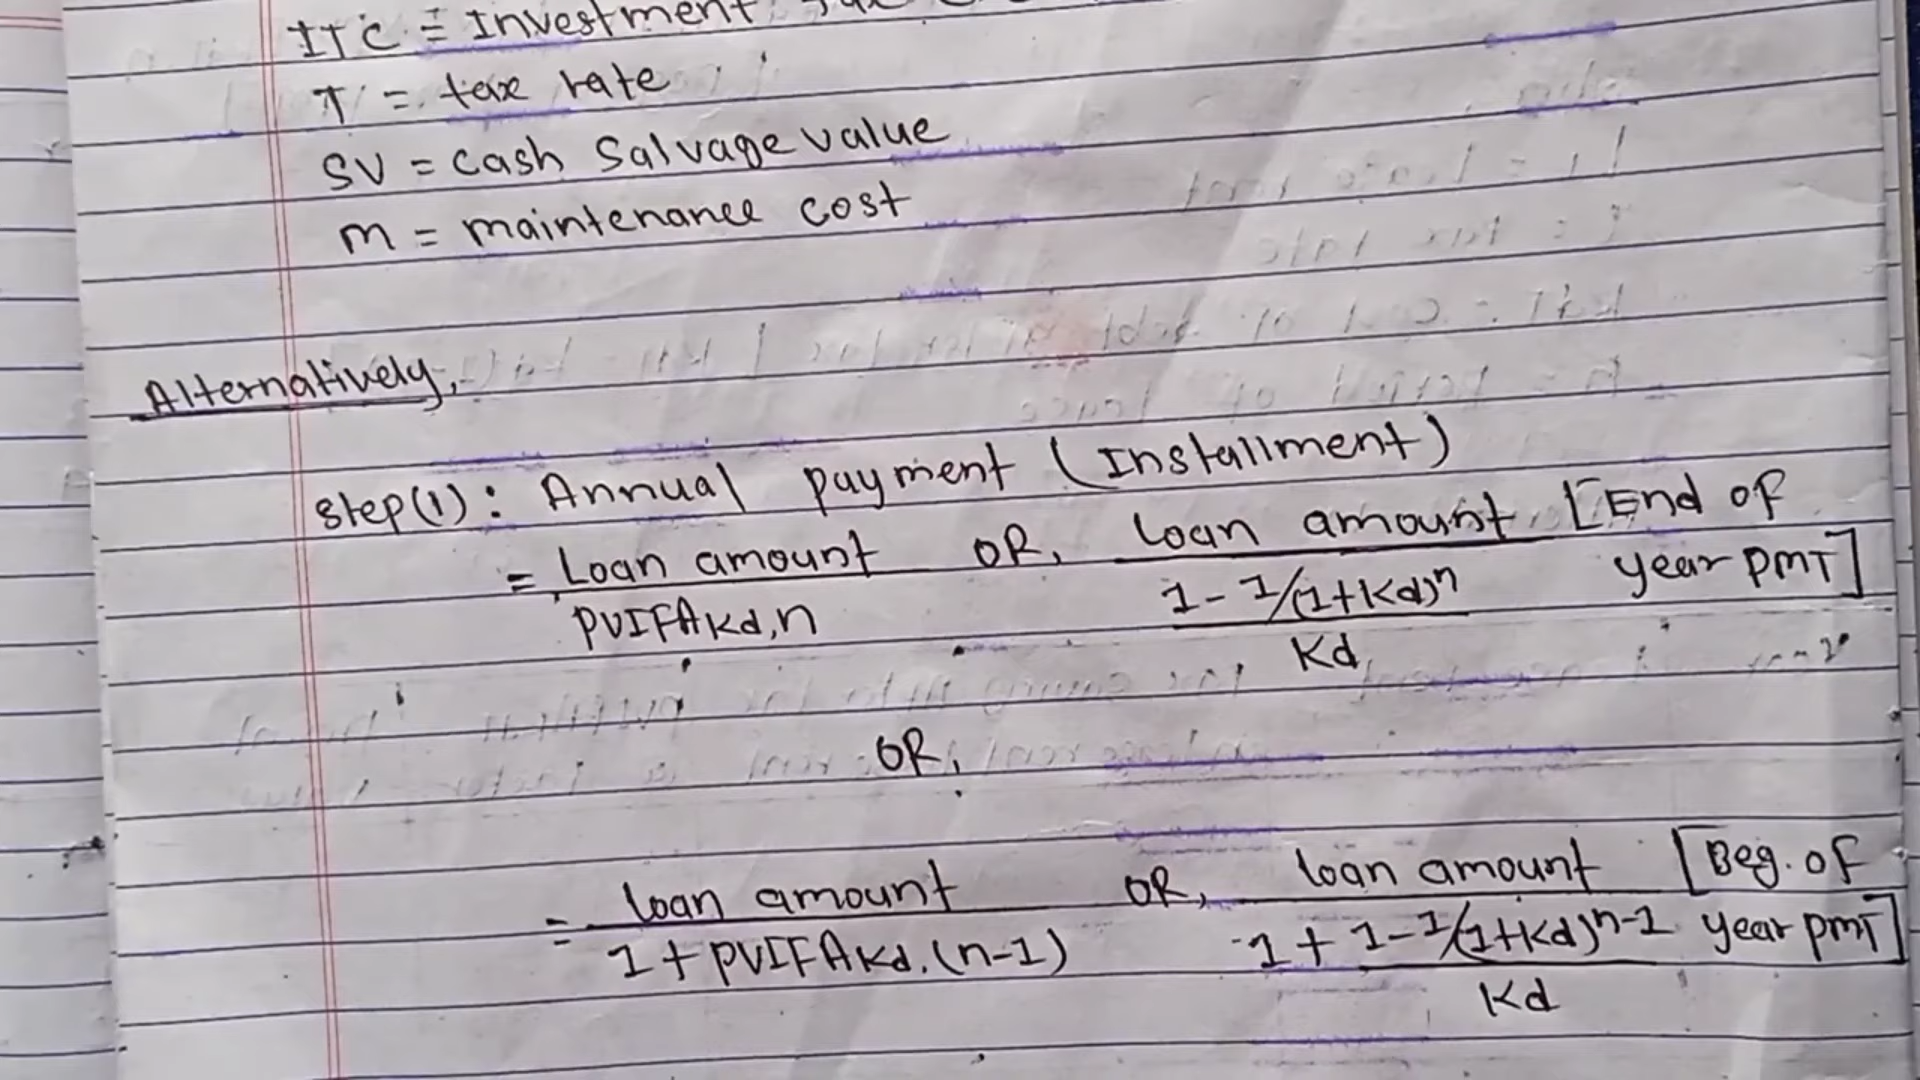 ITC = Investment
T = tax rate
SV = cash salvage value
m = maintenance cost
Alternatively,
step(1): Annual payment (Installment)
= Loan amount / PVIFAkd,n OR, loan amount / 1 - 1/(1+kd)^n / Kd [End of year PMT]
OR,
= loan amount / 1 + PVIFAkd,(n-1) OR, loan amount / 1 + 1 - 1/(1+kd)^n-1 / Kd [Beg. of year PMT]